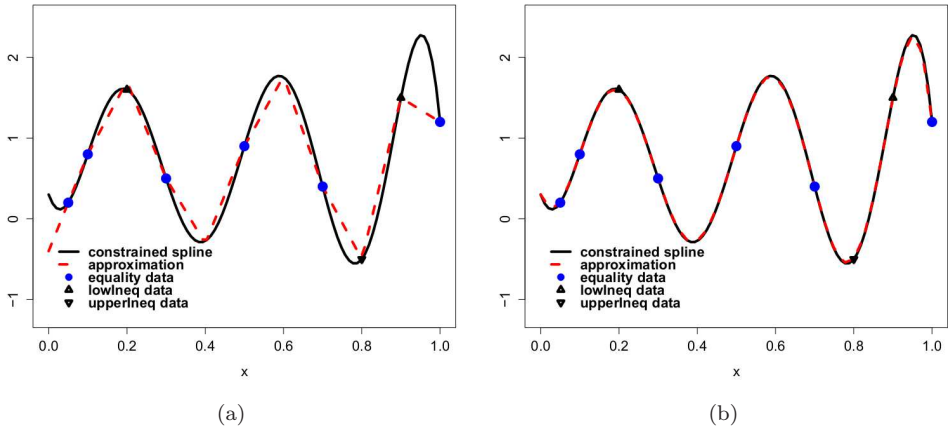 2
1
0
−1
constrained spline
approximation
equality data
lowIneq data
upperIneq data
0.0 0.2 0.4 0.6 0.8 1.0
x
(a)
2
1
0
−1
constrained spline
approximation
equality data
lowIneq data
upperIneq data
0.0 0.2 0.4 0.6 0.8 1.0
x
(b)